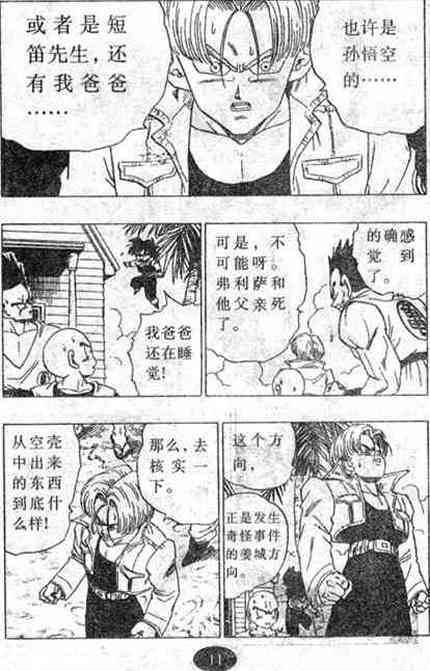 也许是
孙悟空
的……
或者是短
笛先生，还
有我爸爸
……
的确感
觉到
了。
可是，不
可能呀。
弗利萨和
他父亲死
了。
我爸爸
还在睡
觉！
这个方
向，
正是发生
奇怪事件
的姜城方
向。
那么，去
核实一
下。
从空壳
中出来
的东西
到底什
么样！
11